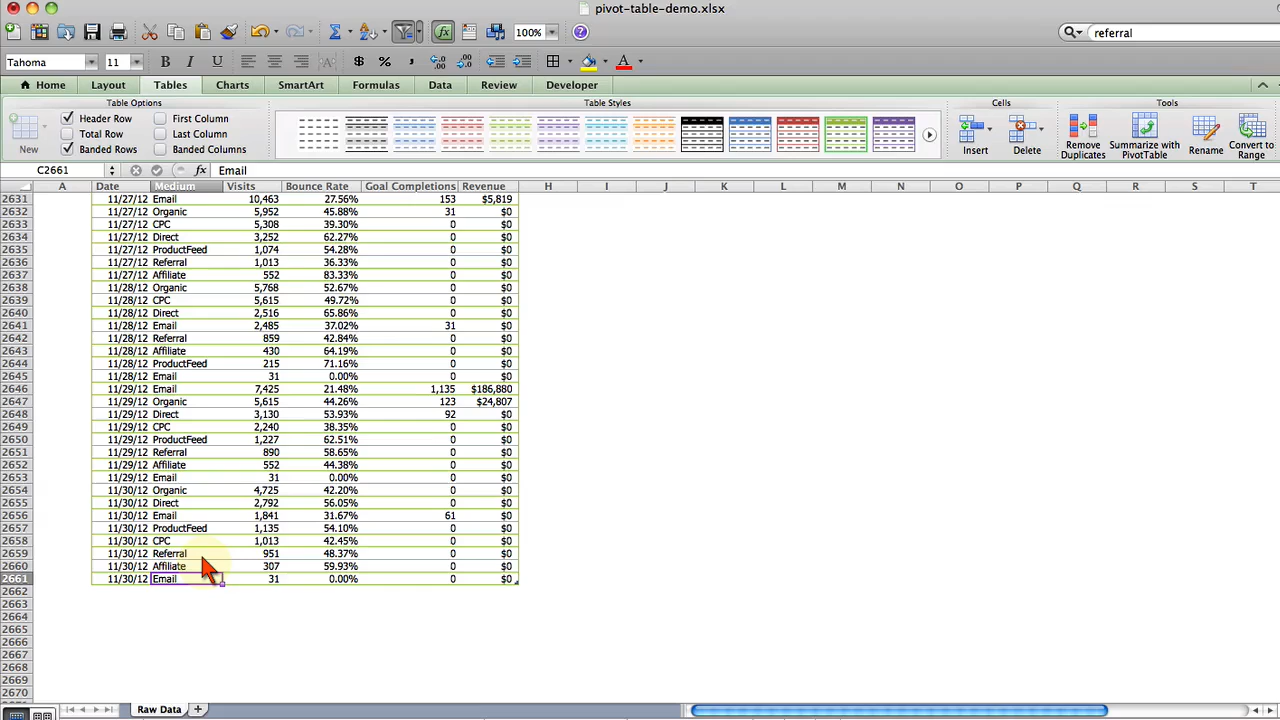 pivot-table-demo.xlsx
100%
referral
Tahoma 11 B I U $ % ,
Home Layout Tables Charts SmartArt Formulas Data Review Developer
Table Options Table Styles Cells Tools
New
Header Row First Column
Total Row Last Column
Banded Rows Banded Columns
Insert Delete Remove Duplicates Summarize with PivotTable Rename Convert to Range
C2661 fx Email
A Date Medium Visits Bounce Rate Goal Completions Revenue H I J K L M N O P Q R S T
2631 11/27/12 Email 10,463 27.56% 153 $5,819
2632 11/27/12 Organic 5,952 45.88% 31 $0
2633 11/27/12 CPC 5,308 39.30% 0 $0
2634 11/27/12 Direct 3,252 62.27% 0 $0
2635 11/27/12 ProductFeed 1,074 54.28% 0 $0
2636 11/27/12 Referral 1,013 36.33% 0 $0
2637 11/27/12 Affiliate 552 83.33% 0 $0
2638 11/28/12 Organic 5,768 52.67% 0 $0
2639 11/28/12 CPC 5,615 49.72% 0 $0
2640 11/28/12 Direct 2,516 65.86% 0 $0
2641 11/28/12 Email 2,485 37.02% 31 $0
2642 11/28/12 Referral 859 42.84% 0 $0
2643 11/28/12 Affiliate 430 64.19% 0 $0
2644 11/28/12 ProductFeed 215 71.16% 0 $0
2645 11/28/12 Email 31 0.00% 0 $0
2646 11/29/12 Email 7,425 21.48% 1,135 $186,880
2647 11/29/12 Organic 5,615 44.26% 123 $24,807
2648 11/29/12 Direct 3,130 53.93% 92 $0
2649 11/29/12 CPC 2,240 38.35% 0 $0
2650 11/29/12 ProductFeed 1,227 62.51% 0 $0
2651 11/29/12 Referral 890 58.65% 0 $0
2652 11/29/12 Affiliate 552 44.38% 0 $0
2653 11/29/12 Email 31 0.00% 0 $0
2654 11/30/12 Organic 4,725 42.20% 0 $0
2655 11/30/12 Direct 2,792 56.05% 0 $0
2656 11/30/12 Email 1,841 31.67% 61 $0
2657 11/30/12 ProductFeed 1,135 54.10% 0 $0
2658 11/30/12 CPC 1,013 42.45% 0 $0
2659 11/30/12 Referral 951 48.37% 0 $0
2660 11/30/12 Affiliate 307 59.93% 0 $0
2661 11/30/12 Email 31 0.00% 0 $0
2662
2663
2664
2665
2666
2667
2668
2669
2670
Raw Data